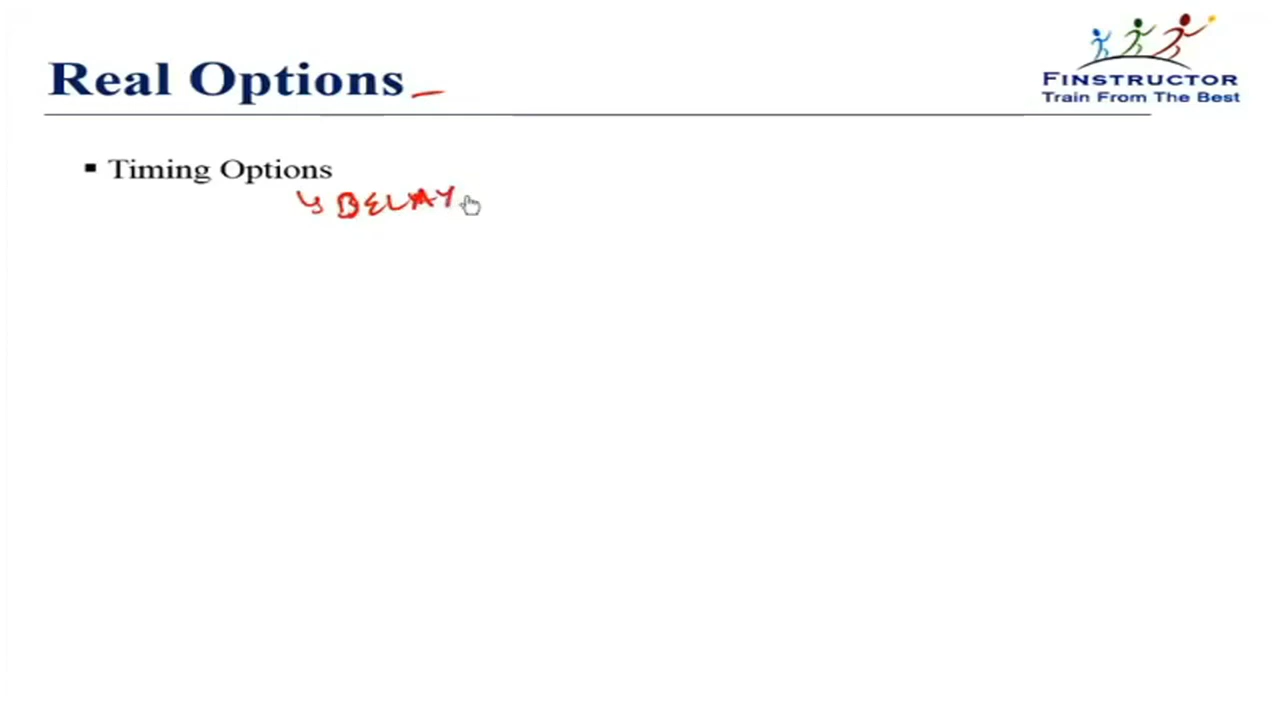 Real Options
FINSTRUCTOR
Train From The Best
Timing Options
DELAY